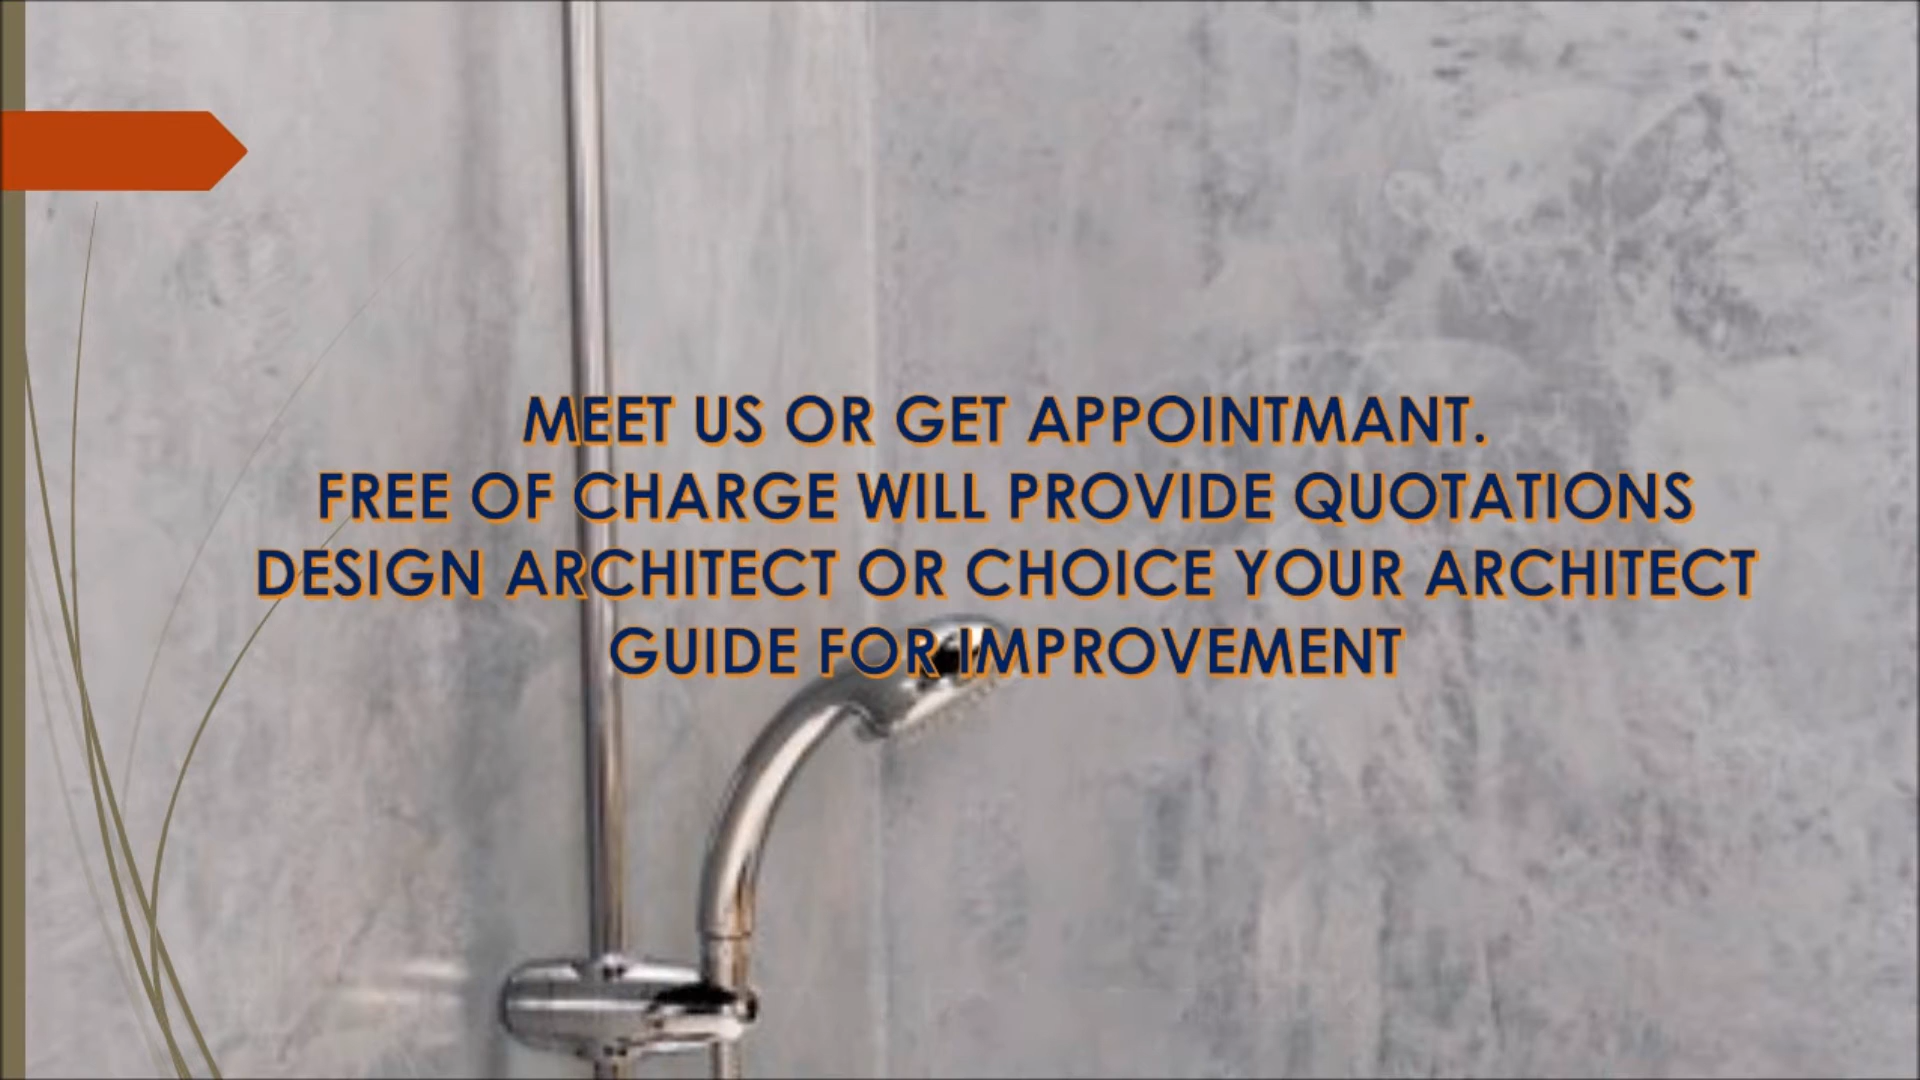 MEET US OR GET APPOINTMANT.
FREE OF CHARGE WILL PROVIDE QUOTATIONS
DESIGN ARCHITECT OR CHOICE YOUR ARCHITECT
GUIDE FOR IMPROVEMENT